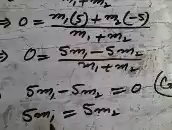 ⇒ 0 = m₁(5) + m₂(-5) / m₁ + m₂
⇒ 0 = 5m₁ - 5m₂ / m₁ + m₂
5m₁ - 5m₂ = 0
5m₁ = 5m₂